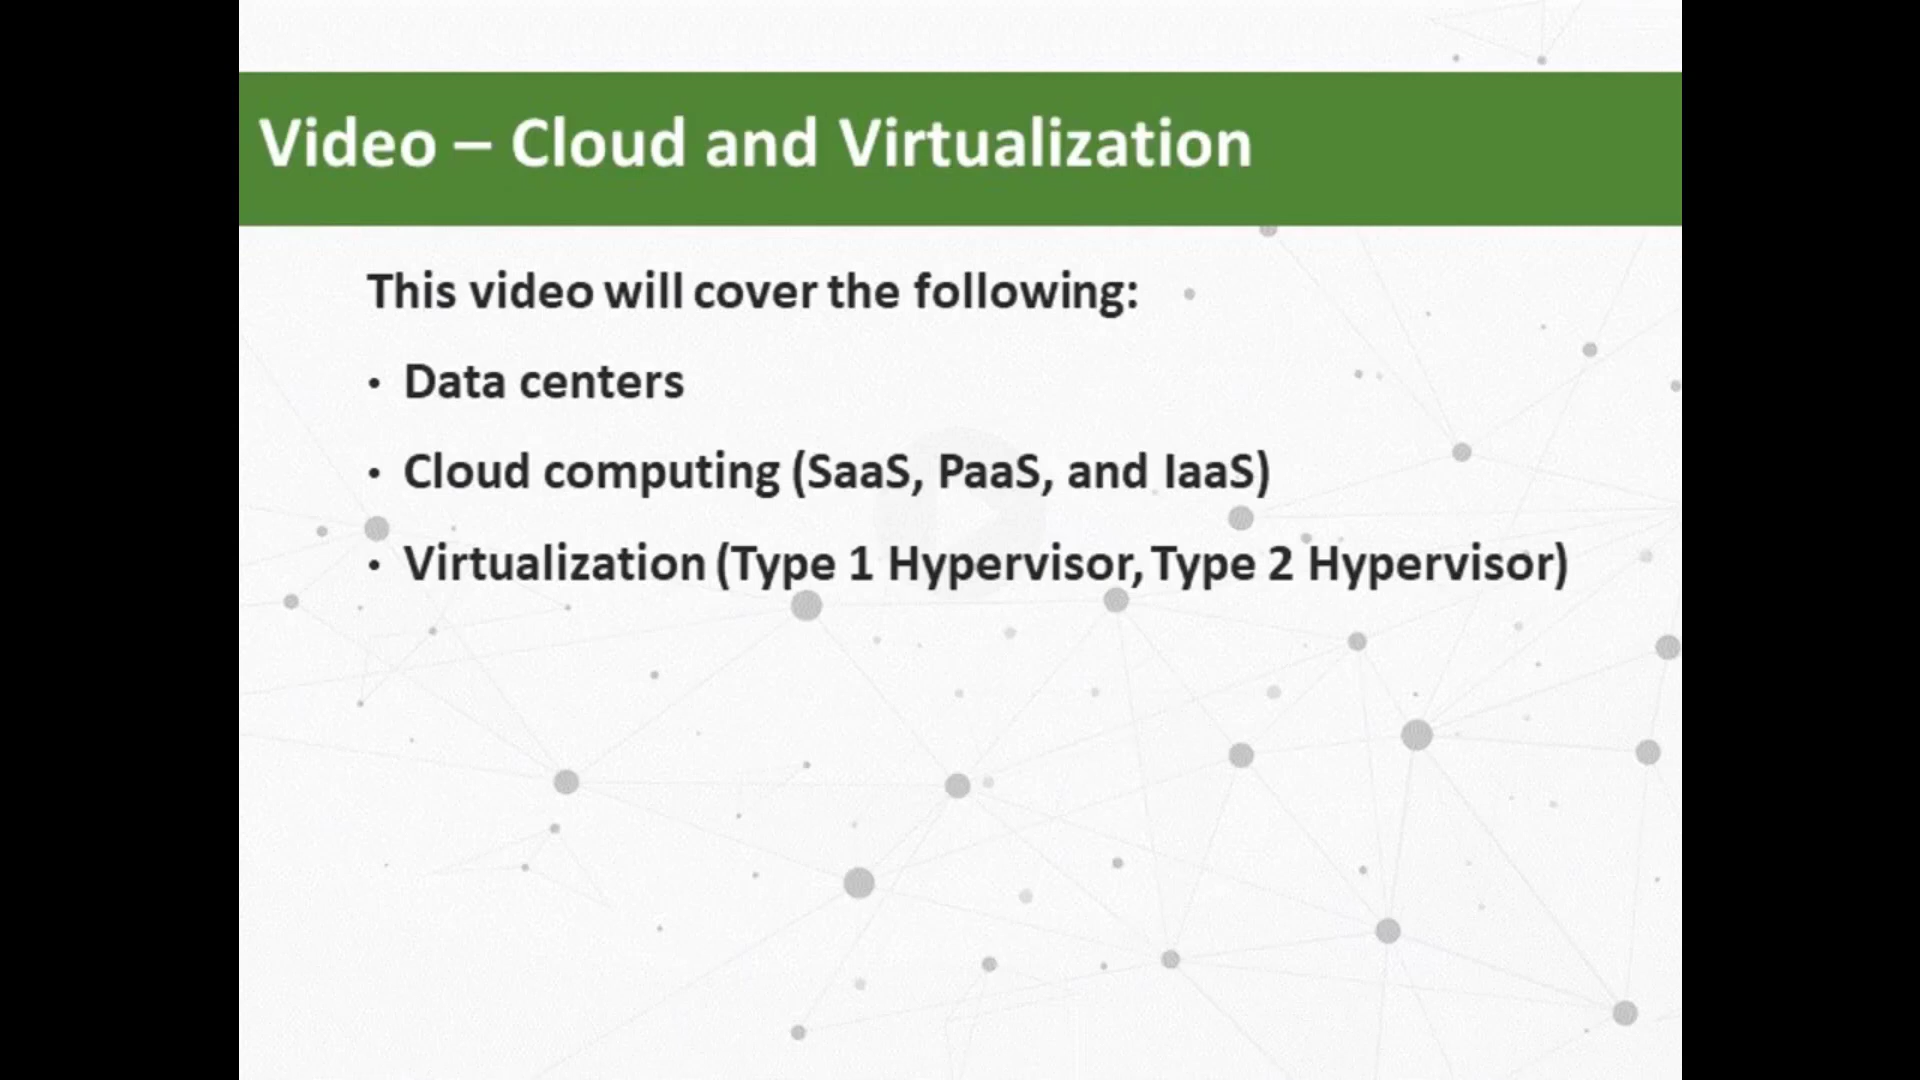 Video – Cloud and Virtualization
This video will cover the following:
• Data centers
• Cloud computing (SaaS, PaaS, and IaaS)
• Virtualization (Type 1 Hypervisor, Type 2 Hypervisor)